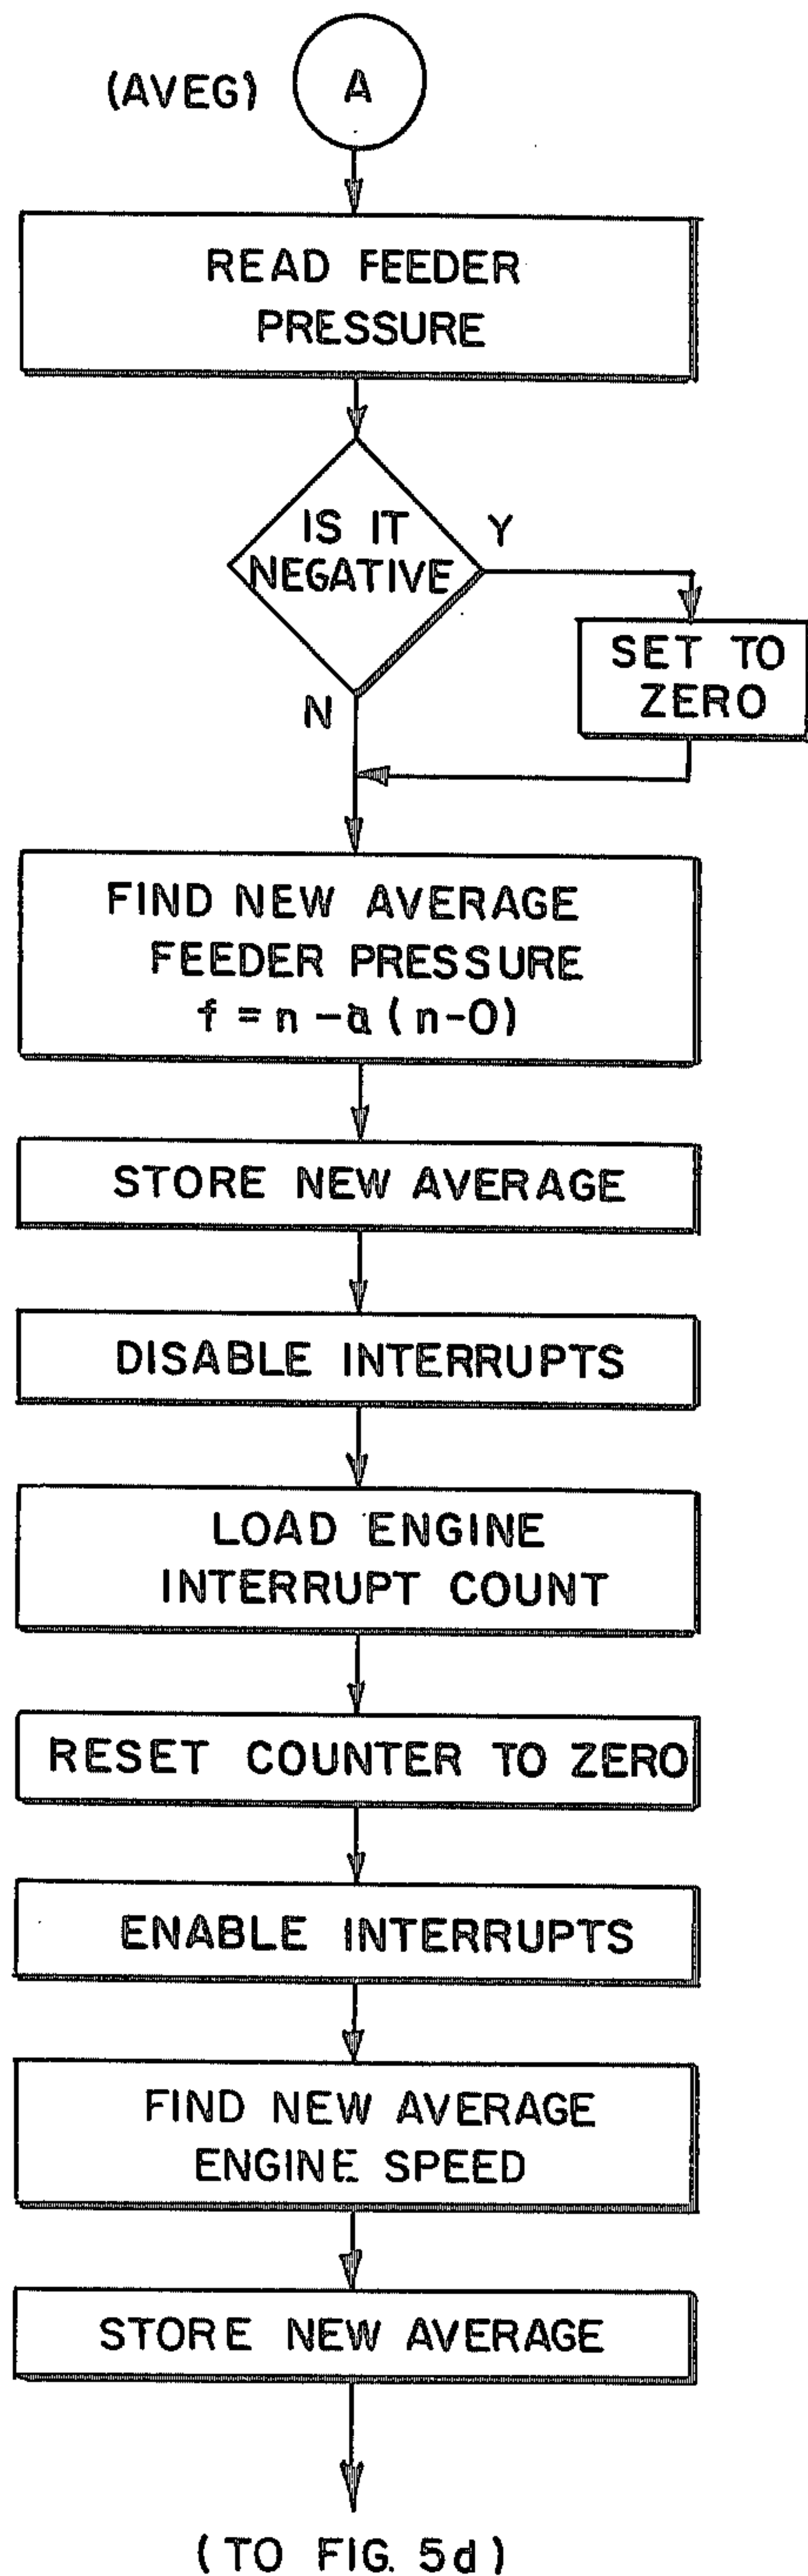 (AVEG) A
READ FEEDER
PRESSURE
IS IT
NEGATIVE
Y
SET TO
ZERO
N
FIND NEW AVERAGE
FEEDER PRESSURE
f = n - a (n-O)
STORE NEW AVERAGE
DISABLE INTERRUPTS
LOAD ENGINE
INTERRUPT COUNT
RESET COUNTER TO ZERO
ENABLE INTERRUPTS
FIND NEW AVERAGE
ENGINE SPEED
STORE NEW AVERAGE
(TO FIG. 5d)